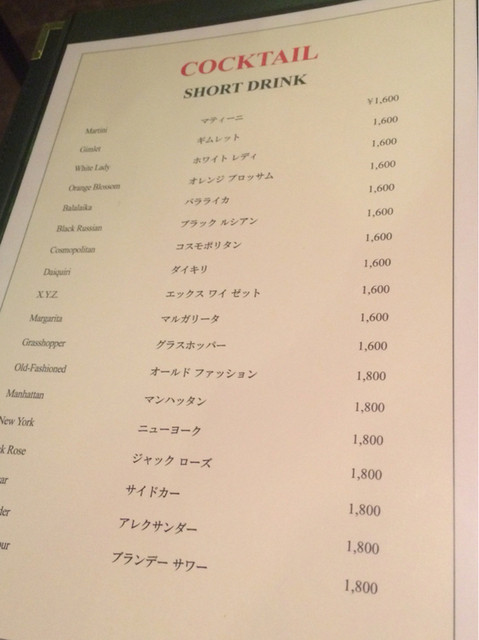 COCKTAIL
SHORT DRINK
Martini マティーニ ¥1,600
Gimlet ギムレット 1,600
White Lady ホワイト レディ 1,600
Orange Blossom オレンジ ブロッサム 1,600
Balalaika バラライカ 1,600
Black Russian ブラック ルシアン 1,600
Cosmopolitan コスモポリタン 1,600
Daiquiri ダイキリ 1,600
X.Y.Z. エックス ワイ ゼット 1,600
Margarita マルガリータ 1,600
Grasshopper グラスホッパー 1,600
Old-Fashioned オールド ファッション 1,800
Manhattan マンハッタン 1,800
New York ニューヨーク 1,800
k Rose ジャック ローズ 1,800
ar サイドカー 1,800
der アレクサンダー 1,800
our ブランデー サワー 1,800